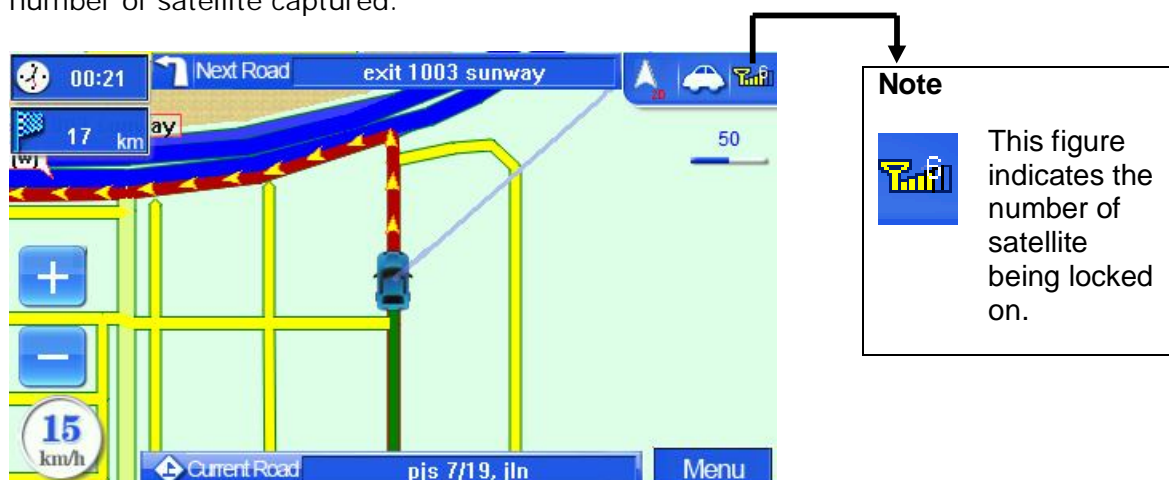 number of satellite captured.
00:21
Next Road exit 1003 sunway
2D
17 km
ay
[w]
50
15
km/h
Current Road pjs 7/19, jln
Menu
Note
This figure
indicates the
number of
satellite
being locked
on.